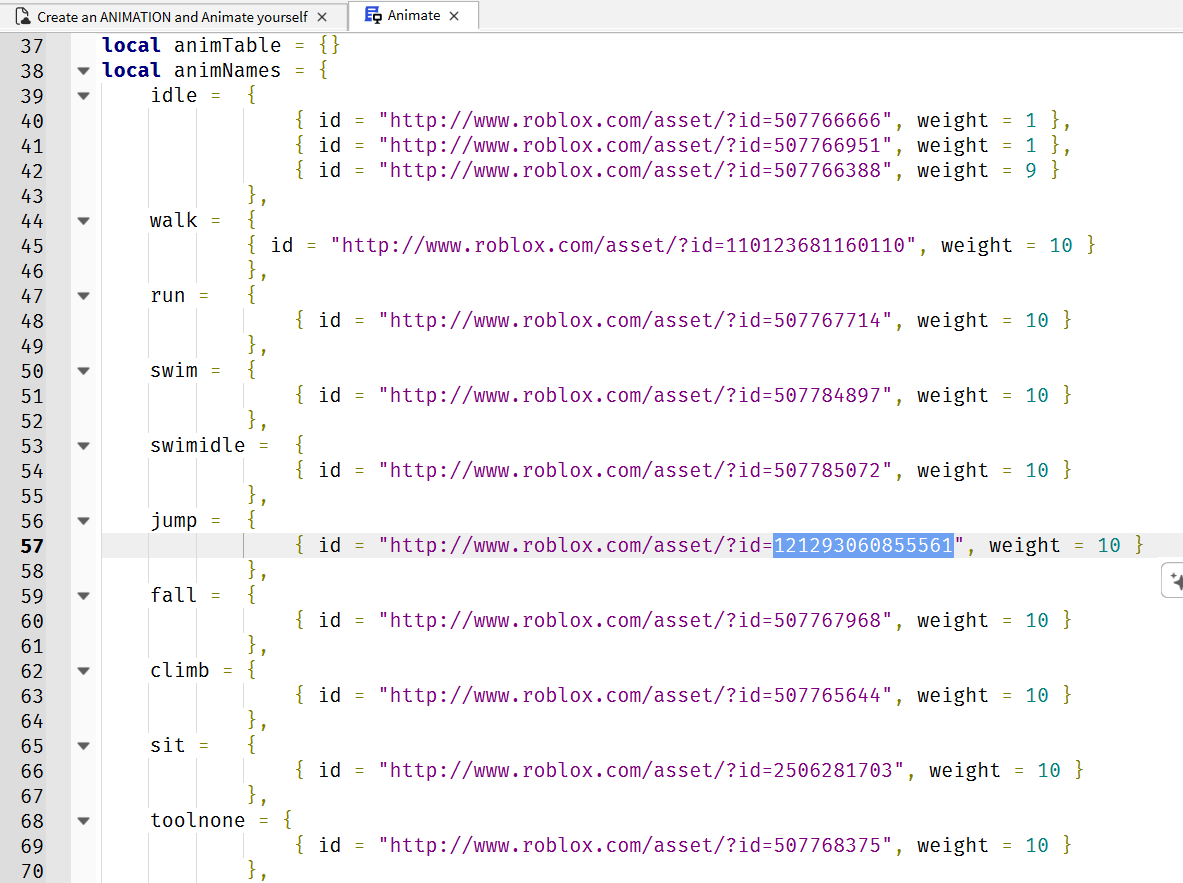 Create an ANIMATION and Animate yourself
Animate
37 local animTable = {}
38 local animNames = {
39 idle = {
40 { id = "http://www.roblox.com/asset/?id=507766666", weight = 1 },
41 { id = "http://www.roblox.com/asset/?id=507766951", weight = 1 },
42 { id = "http://www.roblox.com/asset/?id=507766388", weight = 9 }
43 },
44 walk = {
45 { id = "http://www.roblox.com/asset/?id=110123681160110", weight = 10 }
46 },
47 run = {
48 { id = "http://www.roblox.com/asset/?id=507767714", weight = 10 }
49 },
50 swim = {
51 { id = "http://www.roblox.com/asset/?id=507784897", weight = 10 }
52 },
53 swimidle = {
54 { id = "http://www.roblox.com/asset/?id=507785072", weight = 10 }
55 },
56 jump = {
57 { id = "http://www.roblox.com/asset/?id=121293060855561", weight = 10 }
58 },
59 fall = {
60 { id = "http://www.roblox.com/asset/?id=507767968", weight = 10 }
61 },
62 climb = {
63 { id = "http://www.roblox.com/asset/?id=507765644", weight = 10 }
64 },
65 sit = {
66 { id = "http://www.roblox.com/asset/?id=2506281703", weight = 10 }
67 },
68 toolnone = {
69 { id = "http://www.roblox.com/asset/?id=507768375", weight = 10 }
70 },